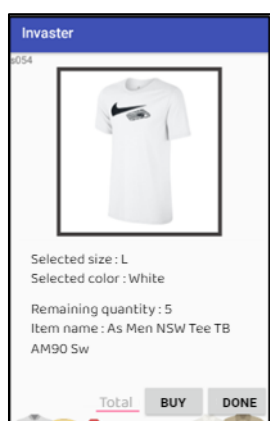 Invaster
s054
Selected size : L
Selected color : White
Remaining quantity : 5
Item name : As Men NSW Tee TB
AM90 Sw
Total BUY DONE